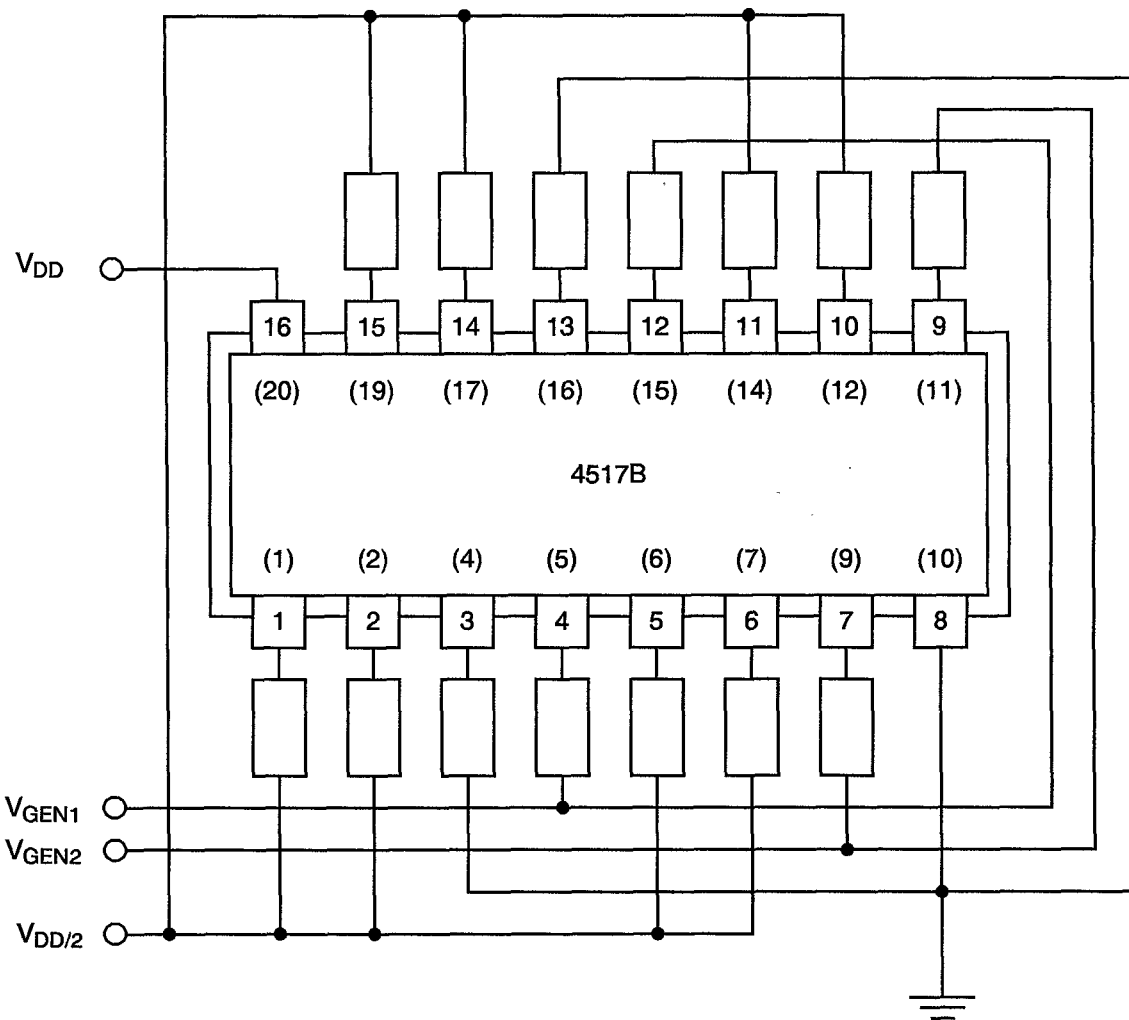 V_DD
16 15 14 13 12 11 10 9
(20) (19) (17) (16) (15) (14) (12) (11)
4517B
(1) (2) (4) (5) (6) (7) (9) (10)
1 2 3 4 5 6 7 8
V_GEN1
V_GEN2
V_DD/2